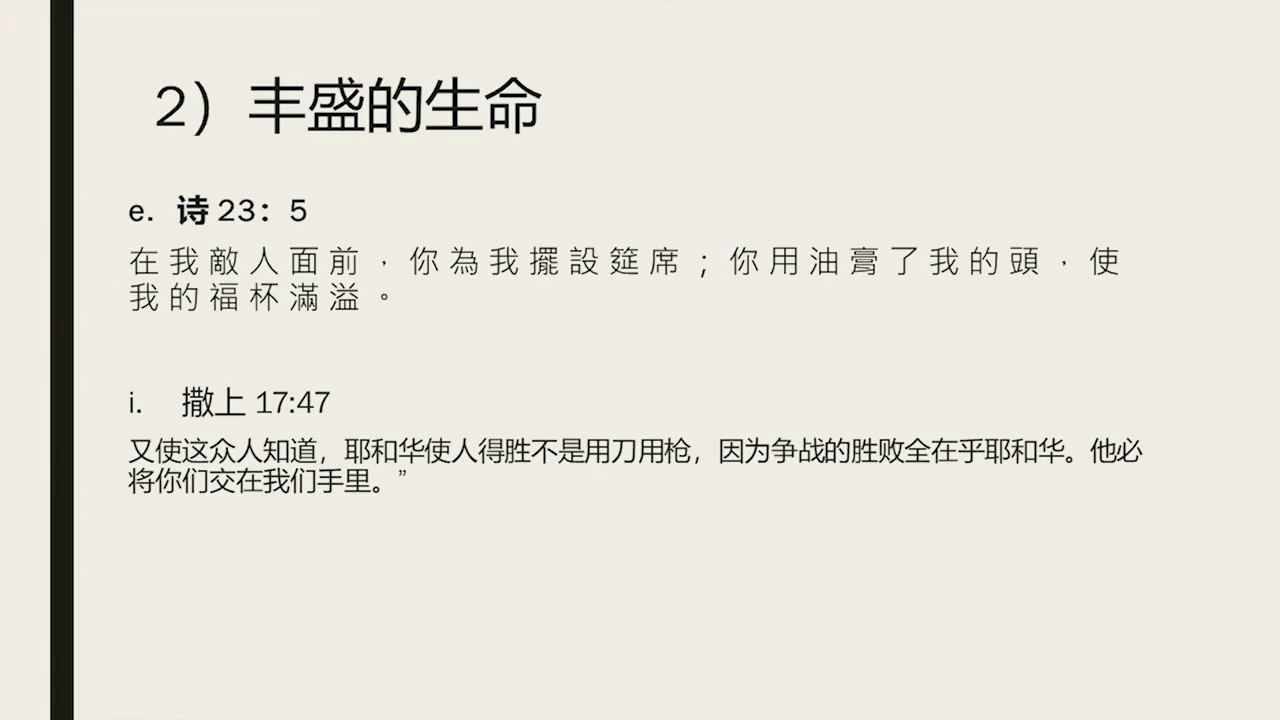 2）丰盛的生命
e. 诗 23：5
在我敵人面前，你為我擺設筵席；你用油膏了我的頭，使
我的福杯滿溢。
i. 撒上 17:47
又使这众人知道，耶和华使人得胜不是用刀用枪，因为争战的胜败全在乎耶和华。他必
将你们交在我们手里。”